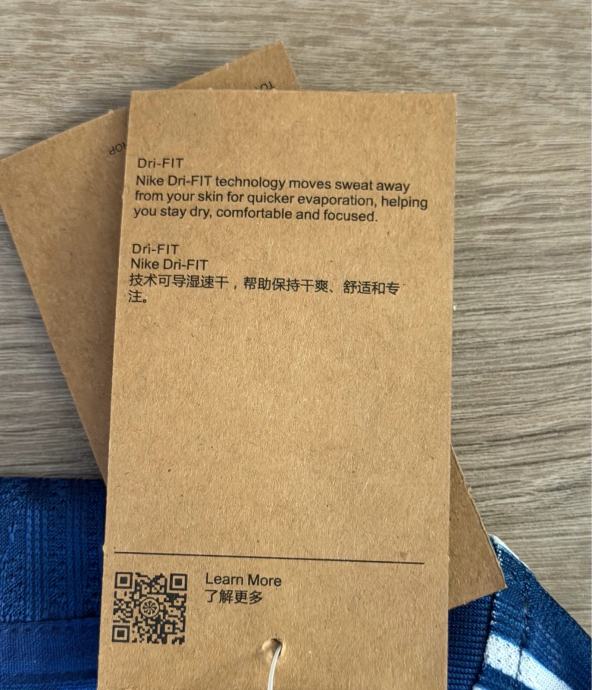 Dri-FIT
Nike Dri-FIT technology moves sweat away
from your skin for quicker evaporation, helping
you stay dry, comfortable and focused.
Dri-FIT
Nike Dri-FIT
技术可导湿速干，帮助保持干爽、舒适和专
注。
Learn More
了解更多